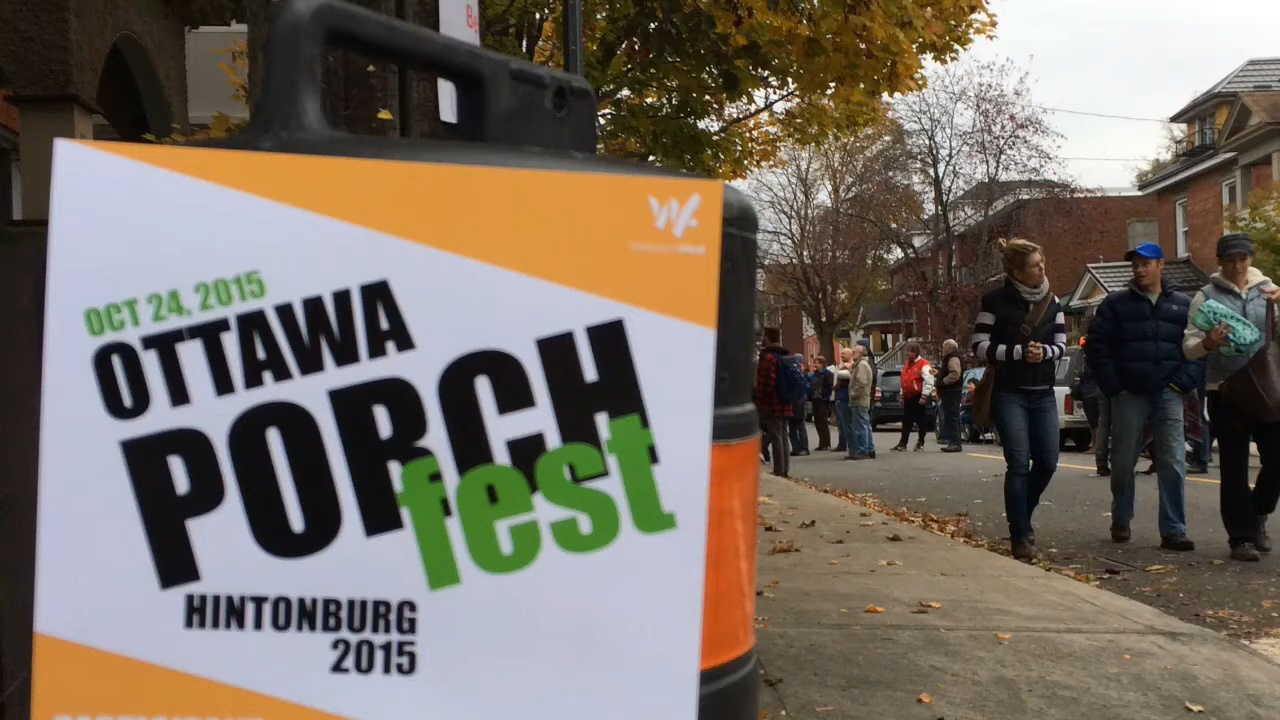 OCT 24, 2015
OTTAWA
PORCH
fest
HINTONBURG
2015